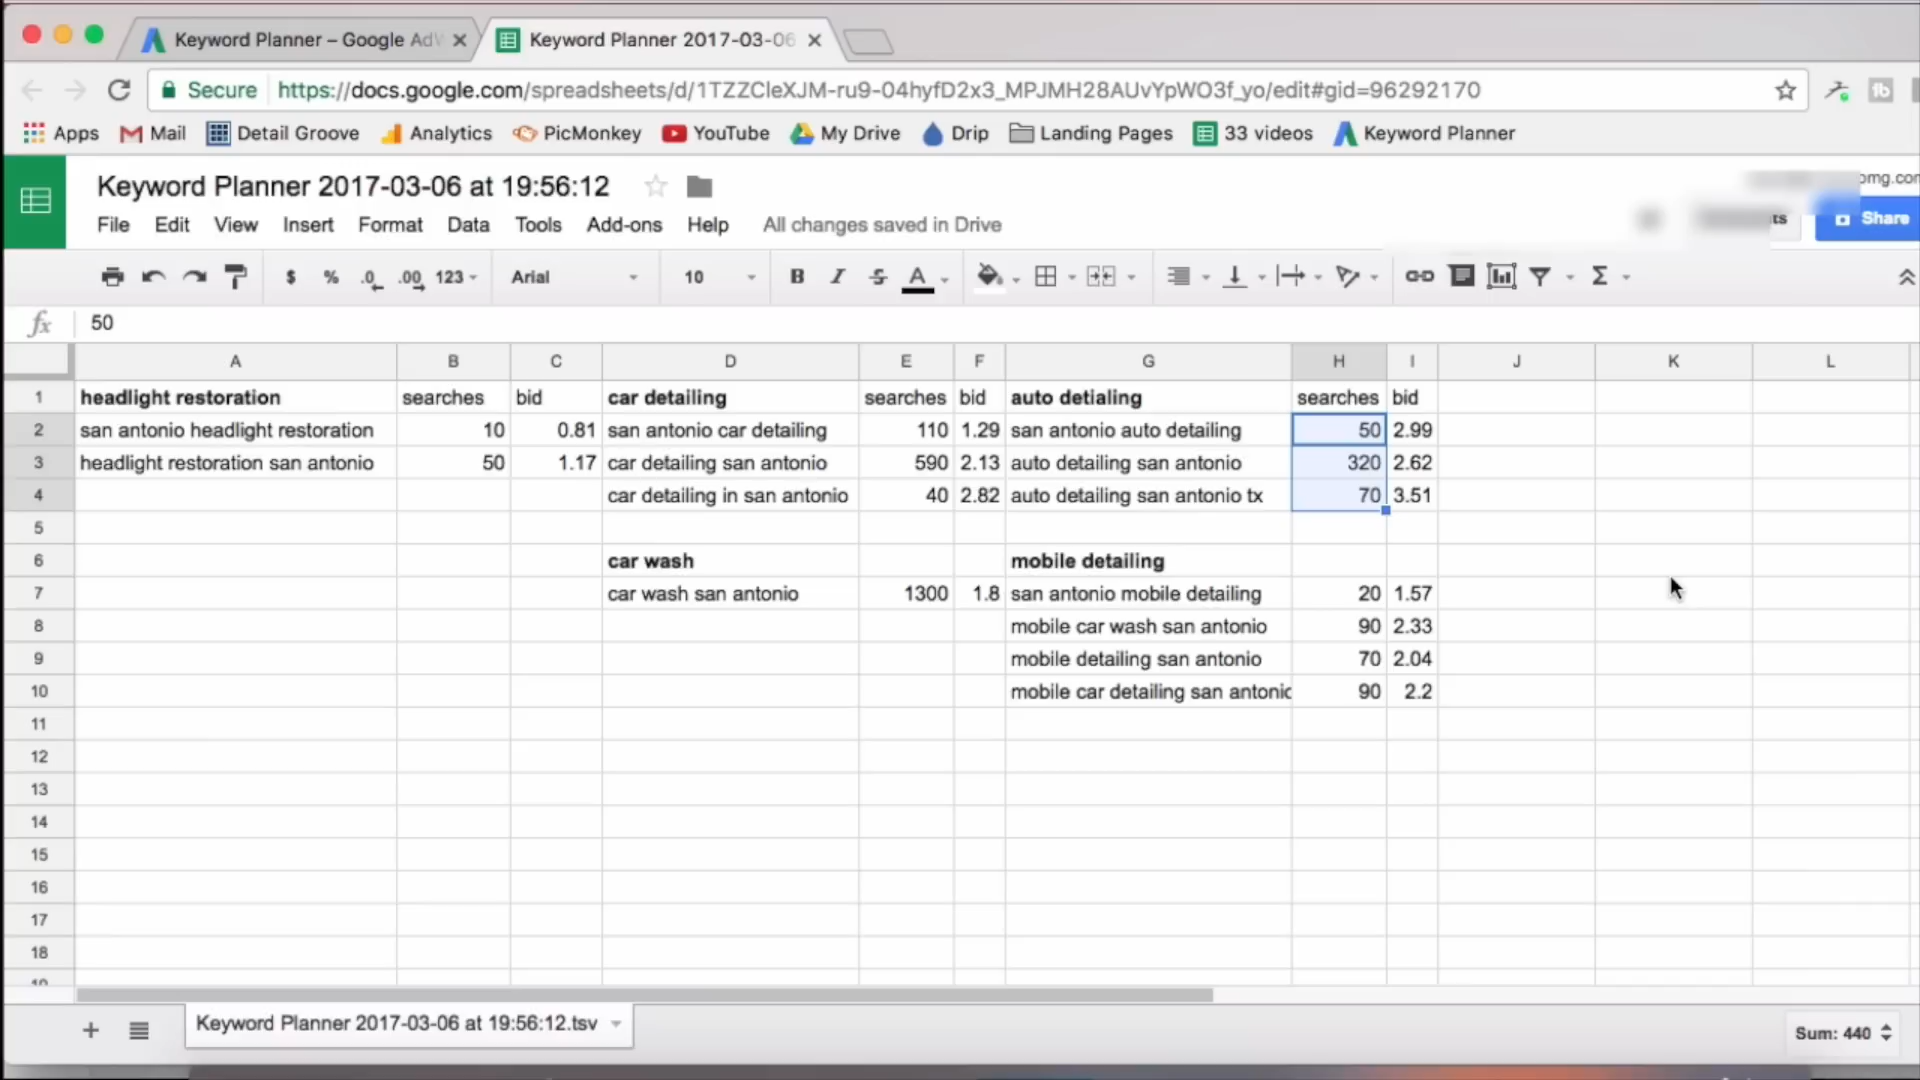 Keyword Planner – Google Ad
Keyword Planner 2017-03-06
Secure https://docs.google.com/spreadsheets/d/1TZZCleXJM-ru9-04hyfD2x3_MPJMH28AUvYpWO3f_yo/edit#gid=96292170
Apps Mail Detail Groove Analytics PicMonkey YouTube My Drive Drip Landing Pages 33 videos Keyword Planner
Keyword Planner 2017-03-06 at 19:56:12
omg.com
File Edit View Insert Format Data Tools Add-ons Help All changes saved in Drive
ts Share
$ % .0 .00 123 Arial 10 B I S A Σ
fx 50
A B C D E F G H I J K L
1 headlight restoration searches bid car detailing searches bid auto detialing searches bid
2 san antonio headlight restoration 10 0.81 san antonio car detailing 110 1.29 san antonio auto detailing 50 2.99
3 headlight restoration san antonio 50 1.17 car detailing san antonio 590 2.13 auto detailing san antonio 320 2.62
4 car detailing in san antonio 40 2.82 auto detailing san antonio tx 70 3.51
5
6 car wash mobile detailing
7 car wash san antonio 1300 1.8 san antonio mobile detailing 20 1.57
8 mobile car wash san antonio 90 2.33
9 mobile detailing san antonio 70 2.04
10 mobile car detailing san antonio 90 2.2
11
12
13
14
15
16
17
18
19
Keyword Planner 2017-03-06 at 19:56:12.tsv
Sum: 440